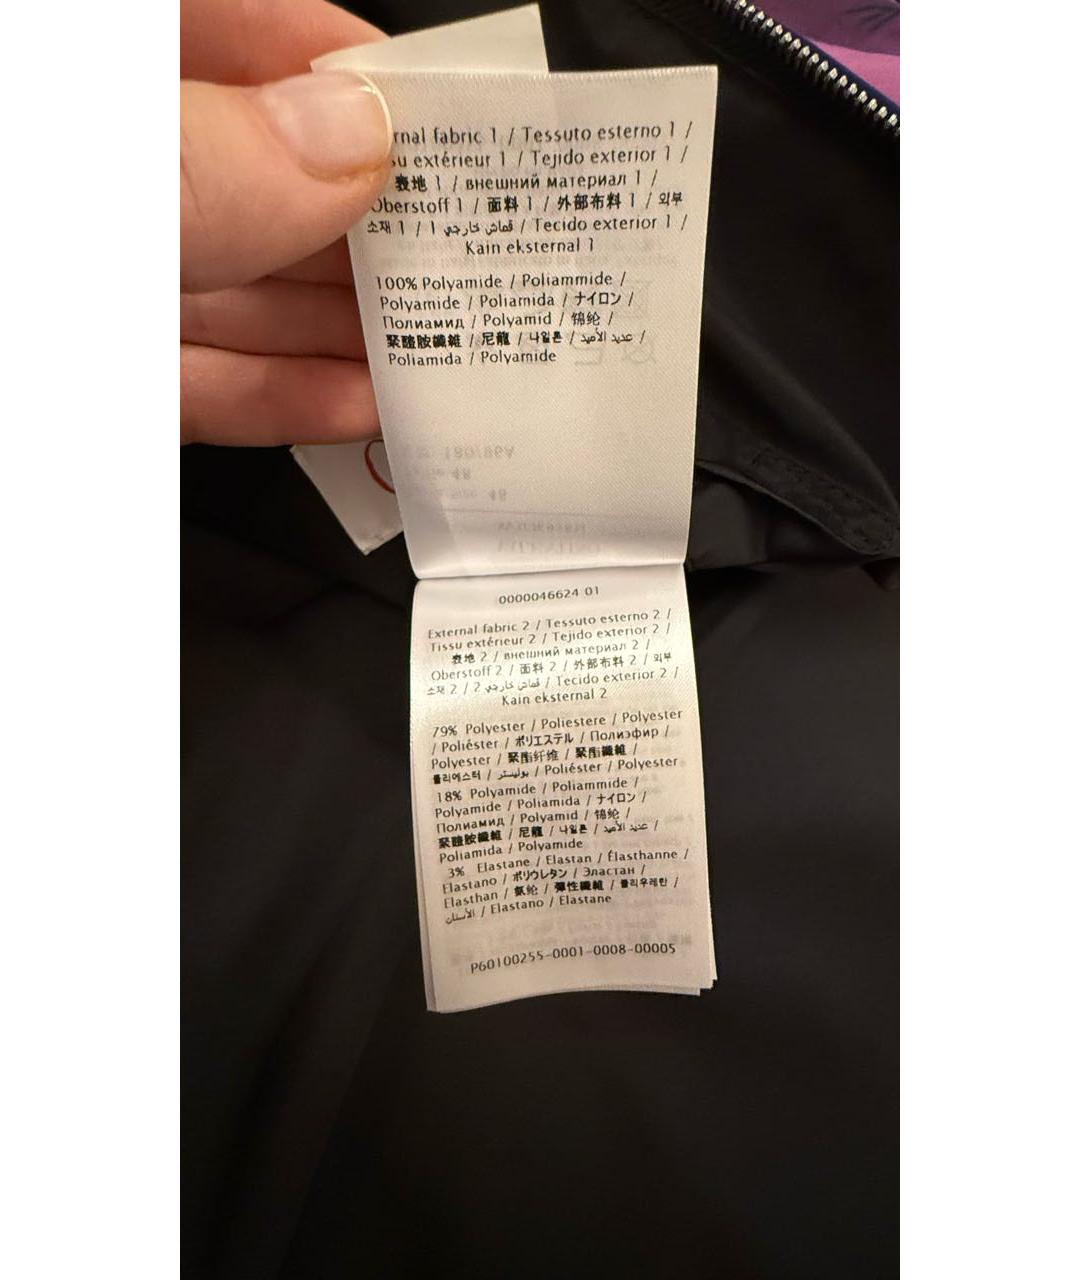 rnal fabric 1 / Tessuto esterno 1 /
su extérieur 1 / Tejido exterior 1 /
表地 1 / внешний материал 1 /
Oberstoff 1 / 面料 1 / 外部布料 1 / 외부
소재 1 / 1 قماش خارجي / Tecido exterior 1 /
Kain eksternal 1
100% Polyamide / Poliammide /
Polyamide / Poliamida / ナイロン /
Полиамид / Polyamid / 锦纶 /
聚醯胺纖維 / 尼龍 / 나일론 / عديد الأميد /
Poliamida / Polyamide
0000046624 01
External fabric 2 / Tessuto esterno 2 /
Tissu extérieur 2 / Tejido exterior 2 /
表地 2 / внешний материал 2 /
Oberstoff 2 / 面料 2 / 外部布料 2 / 외부
소재 2 / 2 قماش خارجي / Tecido exterior 2 /
Kain eksternal 2
79% Polyester / Poliestere / Polyester
/ Poliéster / ポリエステル / Полиэфир /
Polyester / 聚酯纤维 / 聚酯纖維 /
폴리에스터 / بوليستر / Poliéster / Polyester
18% Polyamide / Poliammide /
Polyamide / Poliamida / ナイロン /
Полиамид / Polyamid / 锦纶 /
聚醯胺纖維 / 尼龍 / 나일론 / عديد الأميد /
Poliamida / Polyamide
3% Elastane / Elastan / Élasthanne /
Elastano / ポリウレタン / Эластан /
Elasthan / 氨纶 / 彈性纖維 / 폴리우레탄 /
الأستان / Elastano / Elastane
P60100255-0001-0008-00005